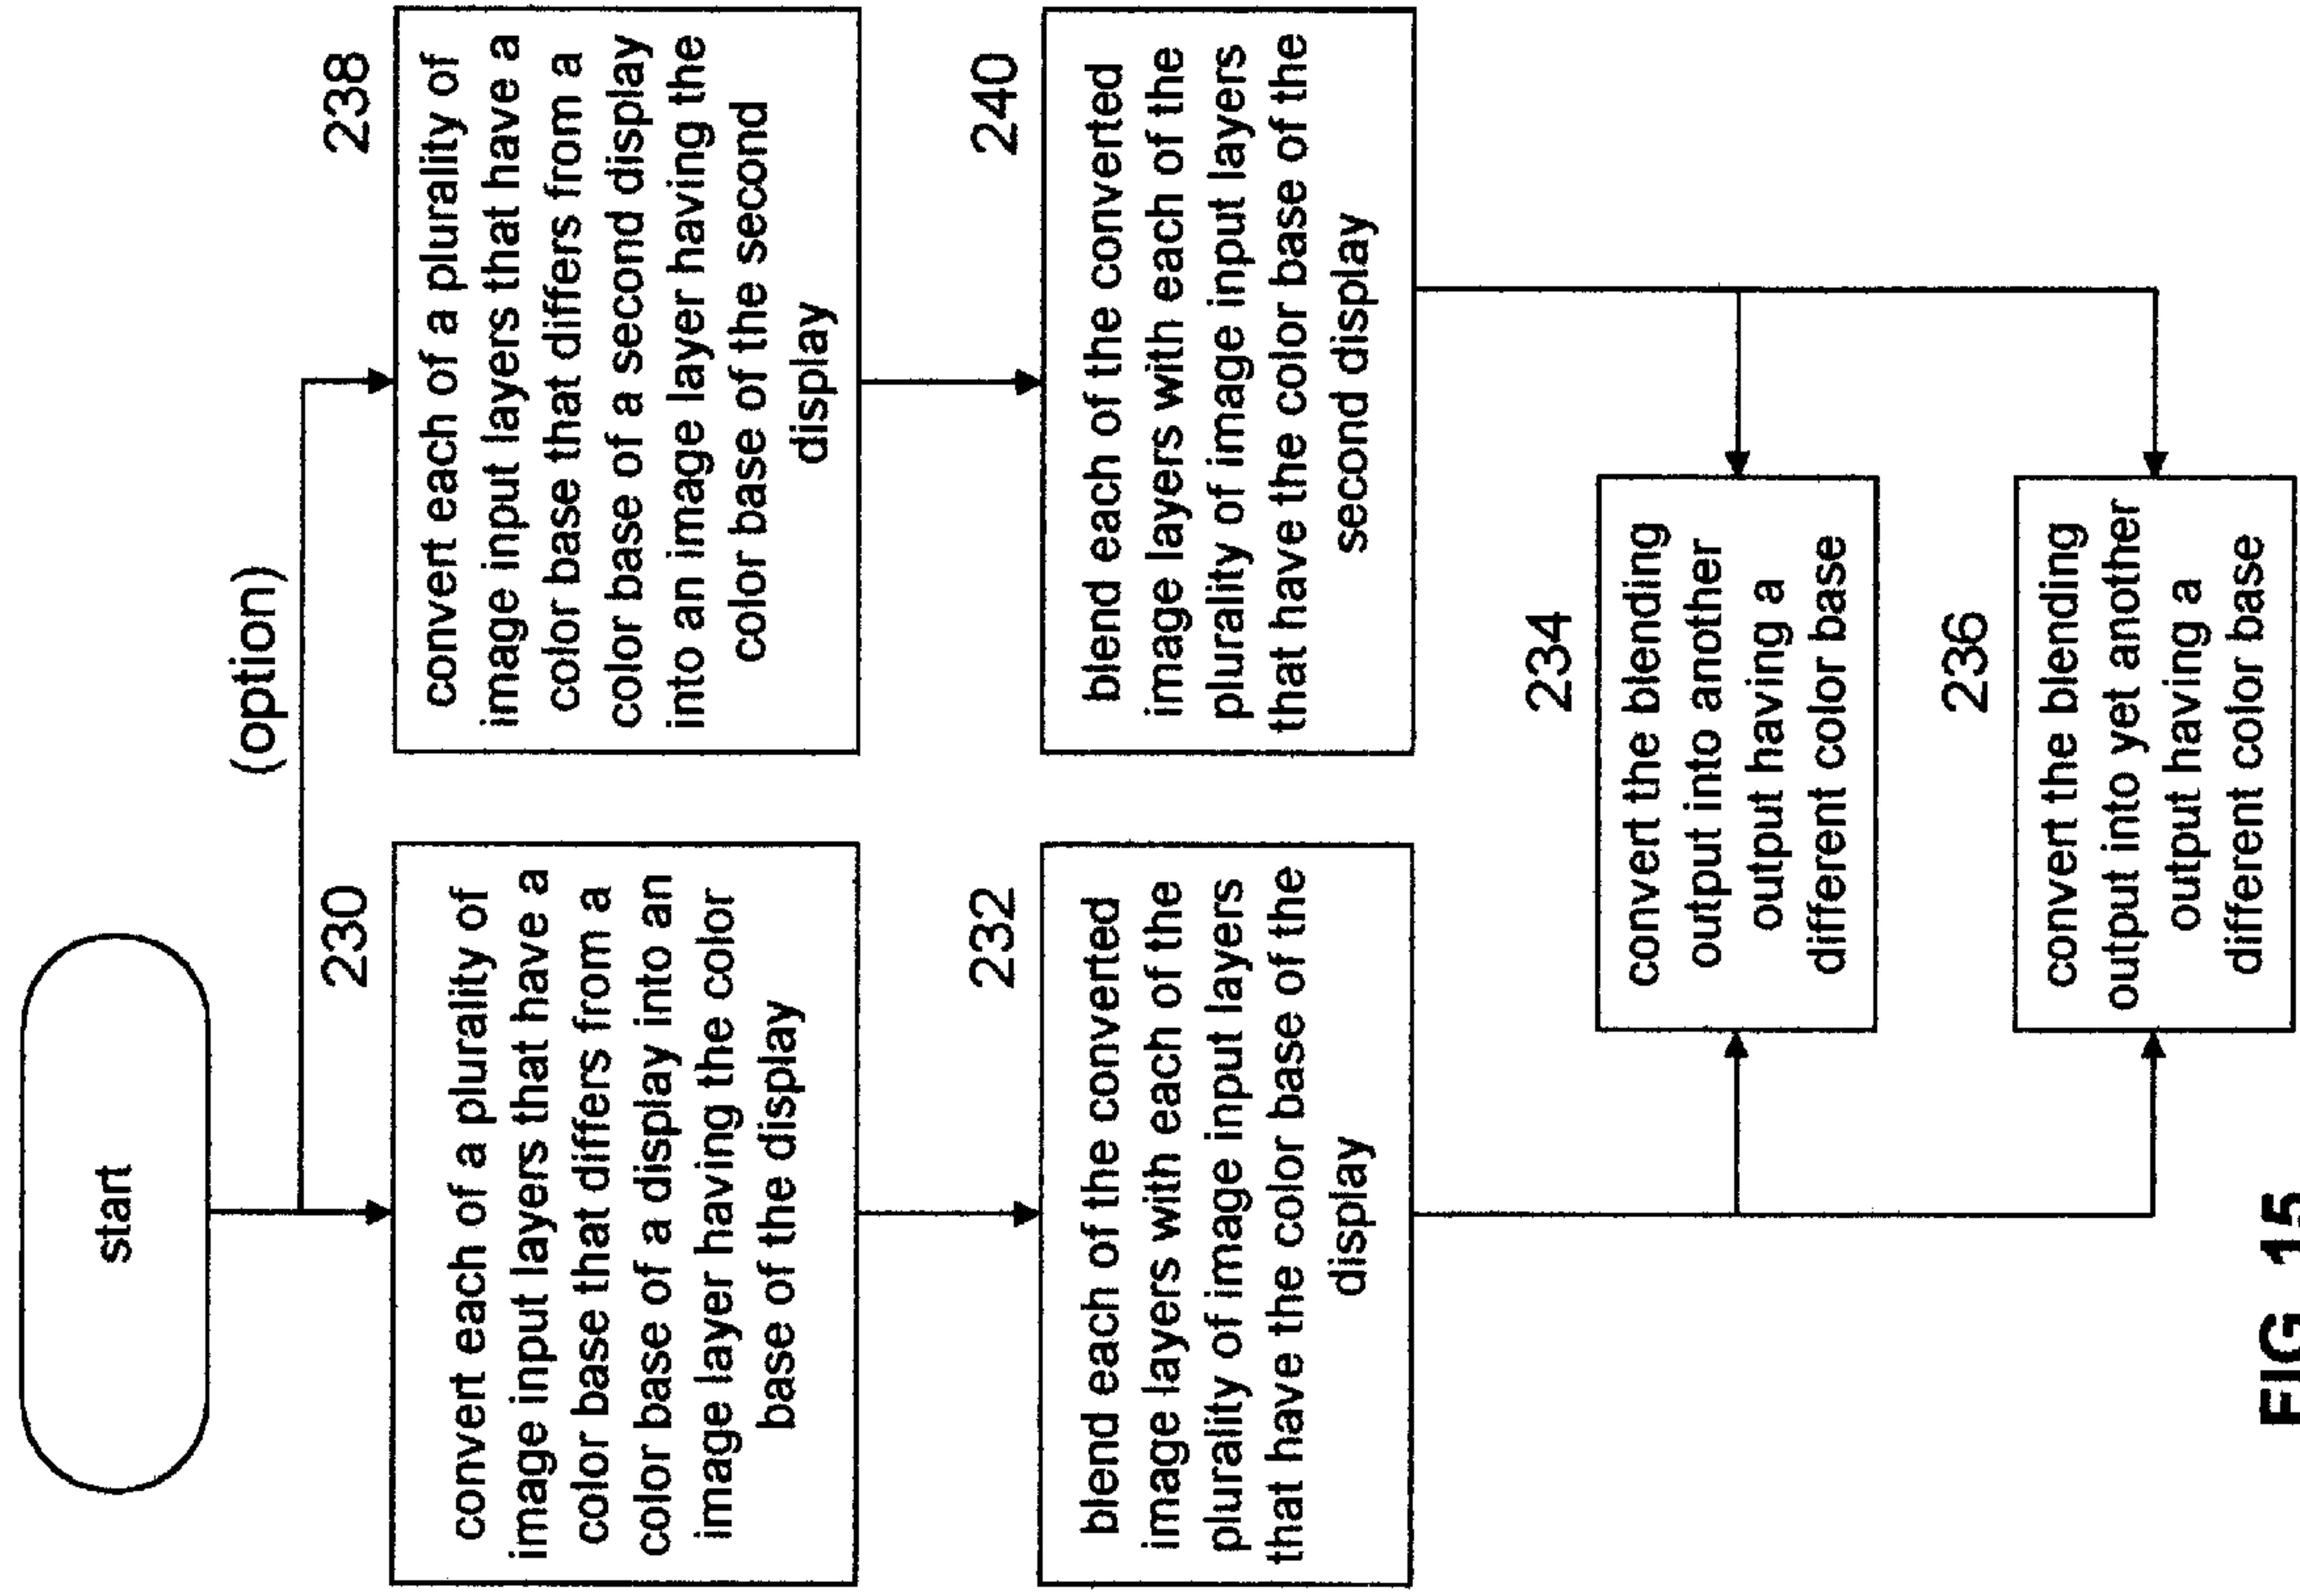 start
(option)
230
convert each of a plurality of
image input layers that have a
color base that differs from a
color base of a display into an
image layer having the color
base of the display
238
convert each of a plurality of
image input layers that have a
color base that differs from a
color base of a second display
into an image layer having the
color base of the second
display
232
blend each of the converted
image layers with each of the
plurality of image input layers
that have the color base of the
display
240
blend each of the converted
image layers with each of the
plurality of image input layers
that have the color base of the
second display
234
convert the blending
output into another
output having a
different color base
236
convert the blending
output into yet another
output having a
different color base
FIG 15